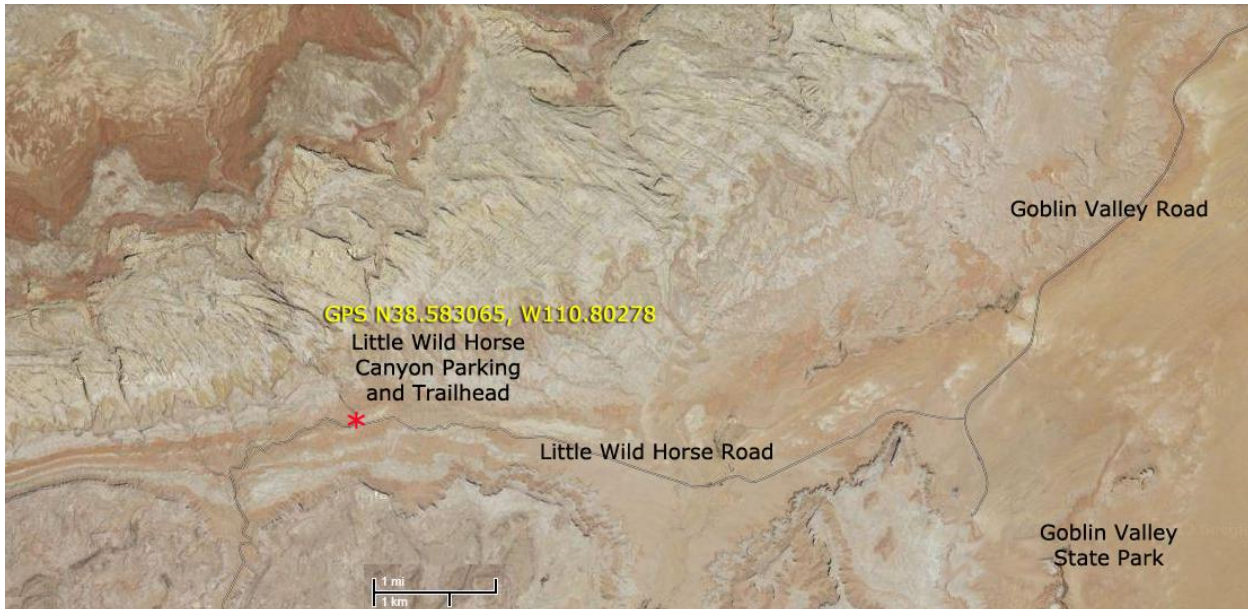 Goblin Valley Road
GPS N38.583065, W110.80278
Little Wild Horse
Canyon Parking
and Trailhead
Little Wild Horse Road
Goblin Valley
State Park
1 mi
1 km